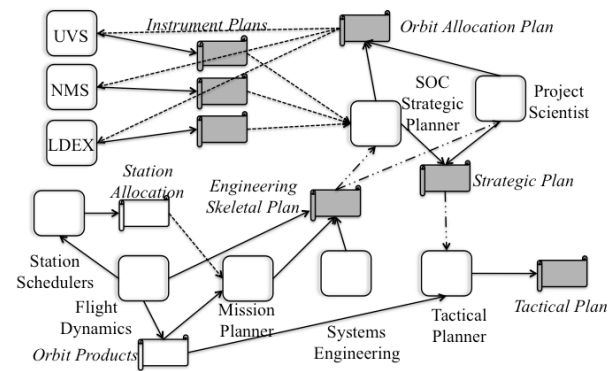 UVS
Instrument Plans
Orbit Allocation Plan
NMS
SOC
Strategic
Planner
Project
Scientist
LDEX
Station
Allocation
Engineering
Skeletal Plan
Strategic Plan
Station
Schedulers
Flight
Dynamics
Mission
Planner
Systems
Engineering
Tactical
Planner
Tactical Plan
Orbit Products